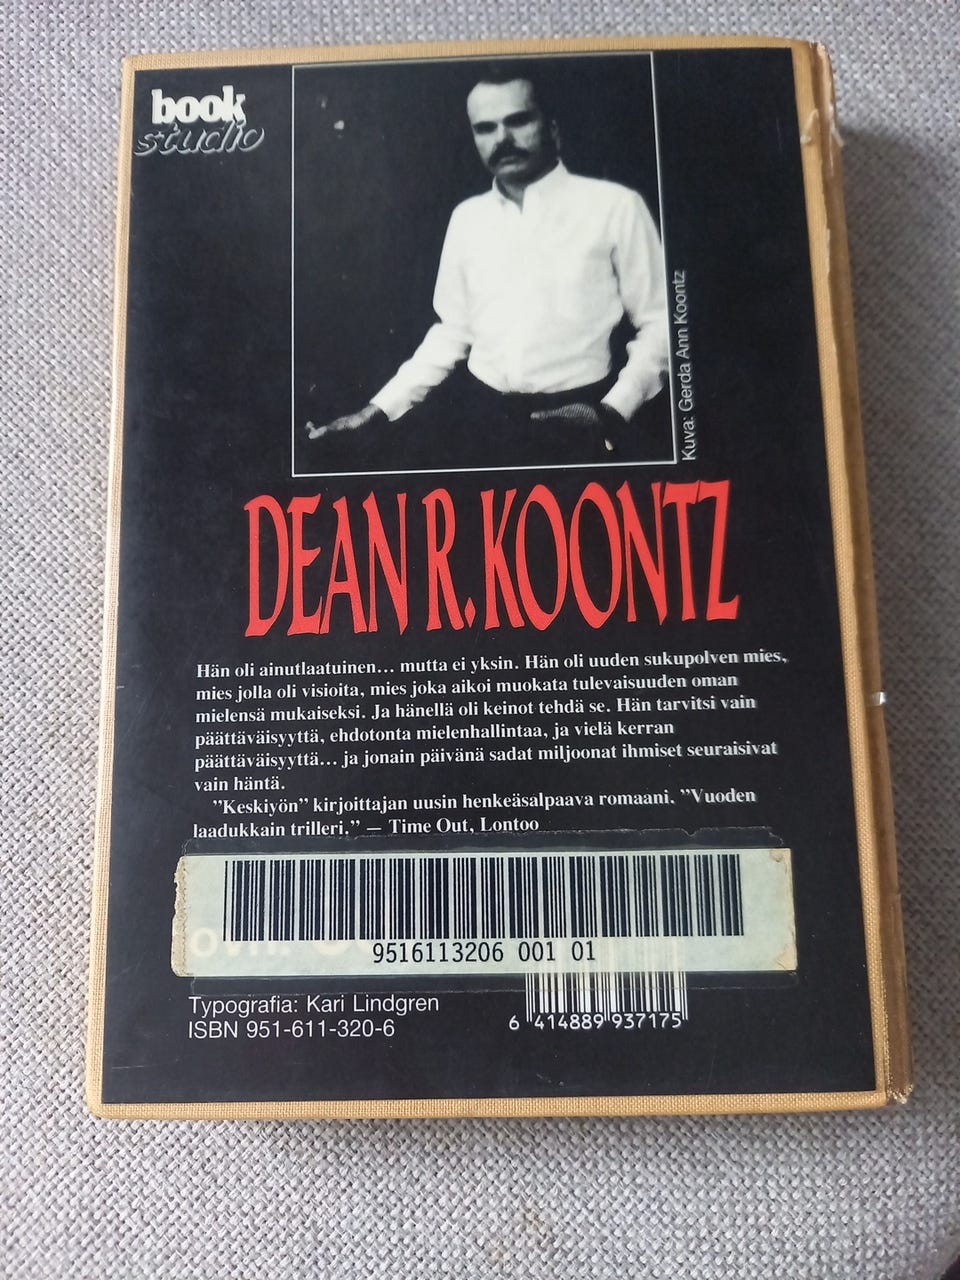 book
studio
Kuva: Gerda Ann Koontz
DEAN R. KOONTZ
Hän oli ainutlaatuinen... mutta ei yksin. Hän oli uuden sukupolven mies,
mies jolla oli visioita, mies joka aikoi muokata tulevaisuuden oman
mielensä mukaiseksi. Ja hänellä oli keinot tehdä se. Hän tarvitsi vain
päättäväisyyttä, ehdotonta mielenhallintaa, ja vielä kerran
päättäväisyyttä... ja jonain päivänä sadat miljoonat ihmiset seuraisivat
vain häntä.
”Keskiyön” kirjoittajan uusin henkeäsalpaava romaani. ”Vuoden
laadukkain trilleri.” — Time Out, Lontoo
9516113206 001 01
Typografia: Kari Lindgren
ISBN 951-611-320-6
6 414889 937175